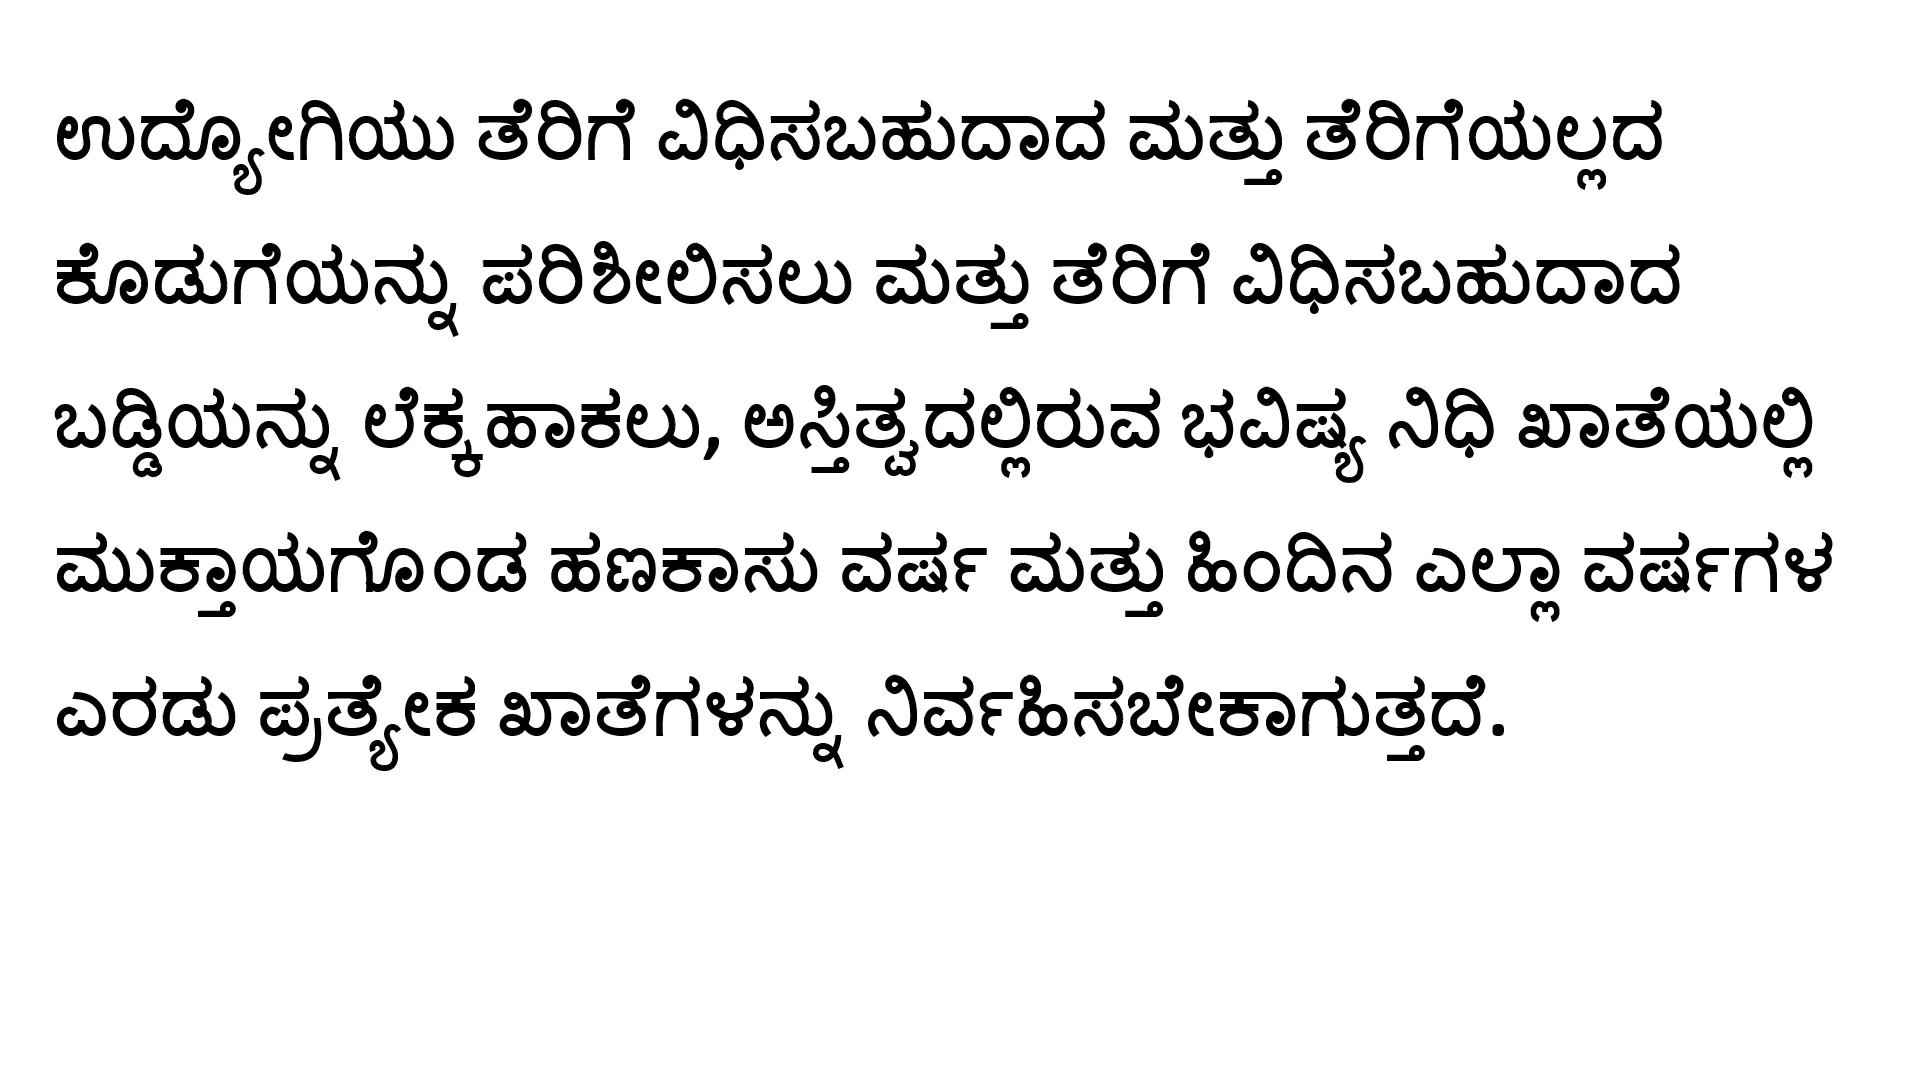 ಉದ್ಯೋಗಿಯು ತೆರಿಗೆ ವಿಧಿಸಬಹುದಾದ ಮತ್ತು ತೆರಿಗೆಯಲ್ಲದ
ಕೊಡುಗೆಯನ್ನು ಪರಿಶೀಲಿಸಲು ಮತ್ತು ತೆರಿಗೆ ವಿಧಿಸಬಹುದಾದ
ಬಡ್ಡಿಯನ್ನು ಲೆಕ್ಕಹಾಕಲು, ಅಸ್ತಿತ್ವದಲ್ಲಿರುವ ಭವಿಷ್ಯ ನಿಧಿ ಖಾತೆಯಲ್ಲಿ
ಮುಕ್ತಾಯಗೊಂಡ ಹಣಕಾಸು ವರ್ಷ ಮತ್ತು ಹಿಂದಿನ ಎಲ್ಲಾ ವರ್ಷಗಳ
ಎರಡು ಪ್ರತ್ಯೇಕ ಖಾತೆಗಳನ್ನು ನಿರ್ವಹಿಸಬೇಕಾಗುತ್ತದೆ.